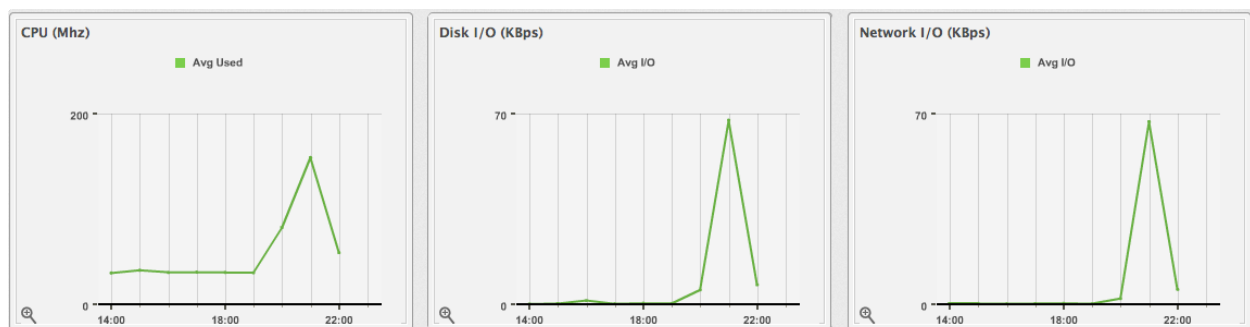 CPU (Mhz)
Avg Used
200
0
14:00 18:00 22:00
Disk I/O (KBps)
Avg I/O
70
0
14:00 18:00 22:00
Network I/O (KBps)
Avg I/O
70
0
14:00 18:00 22:00